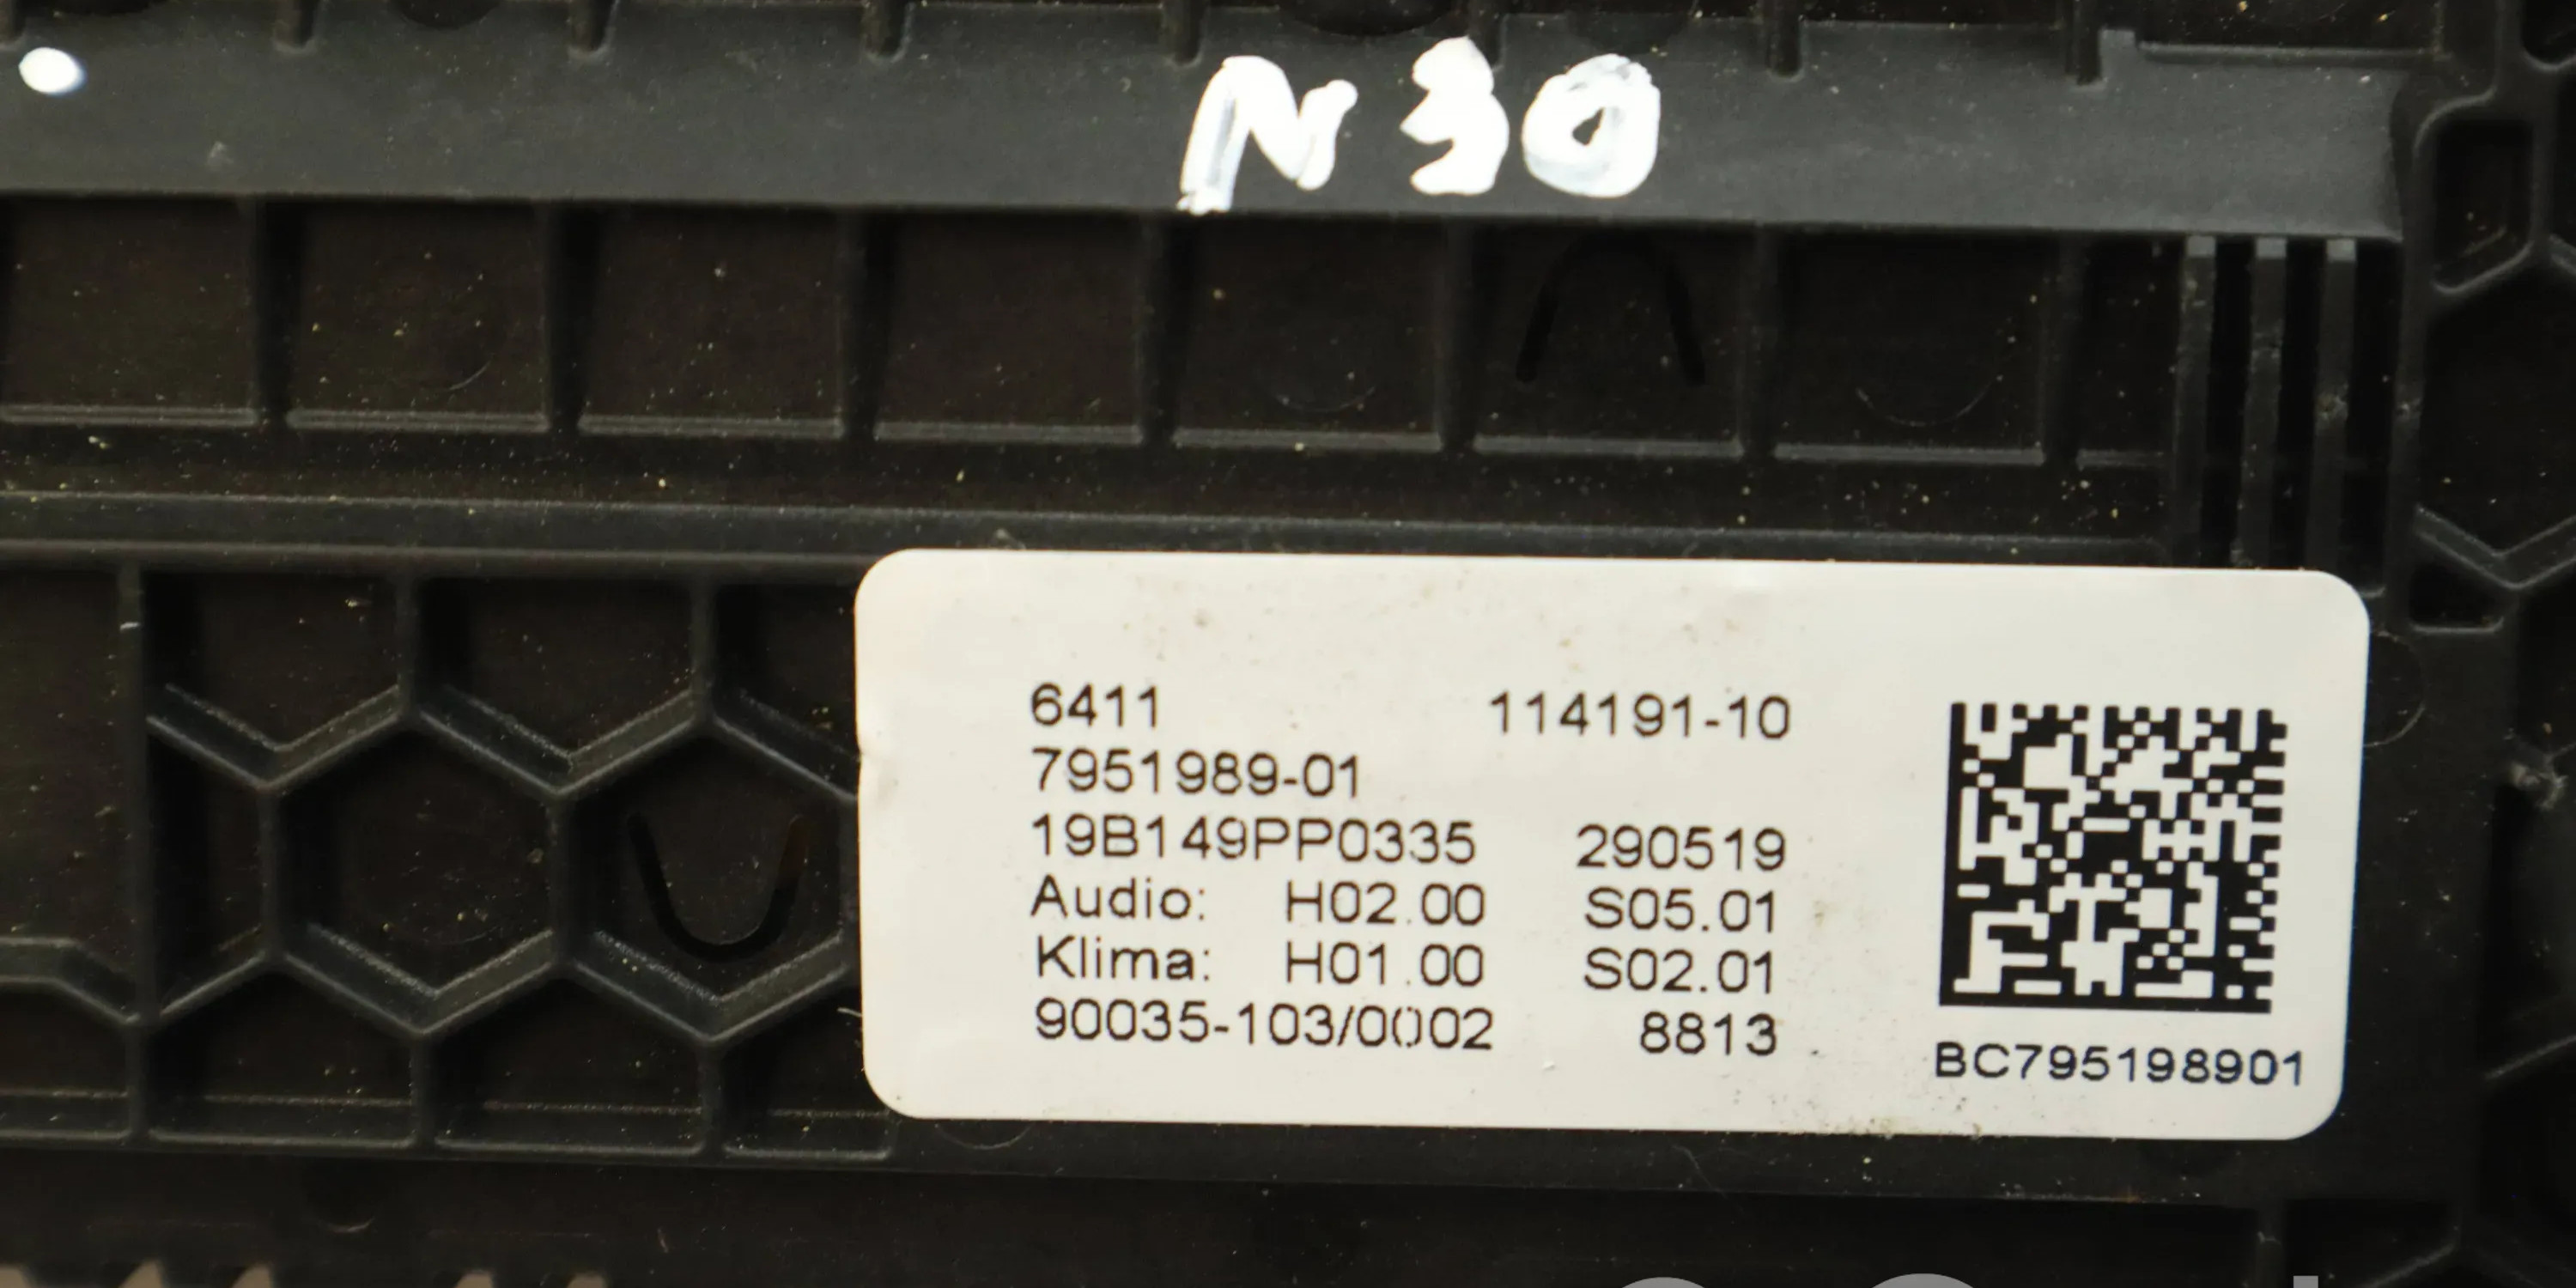 N30
6411 114191-10
7951989-01
19B149PP0335 290519
Audio: H02.00 S05.01
Klima: H01.00 S02.01
90035-103/0002 8813
BC795198901